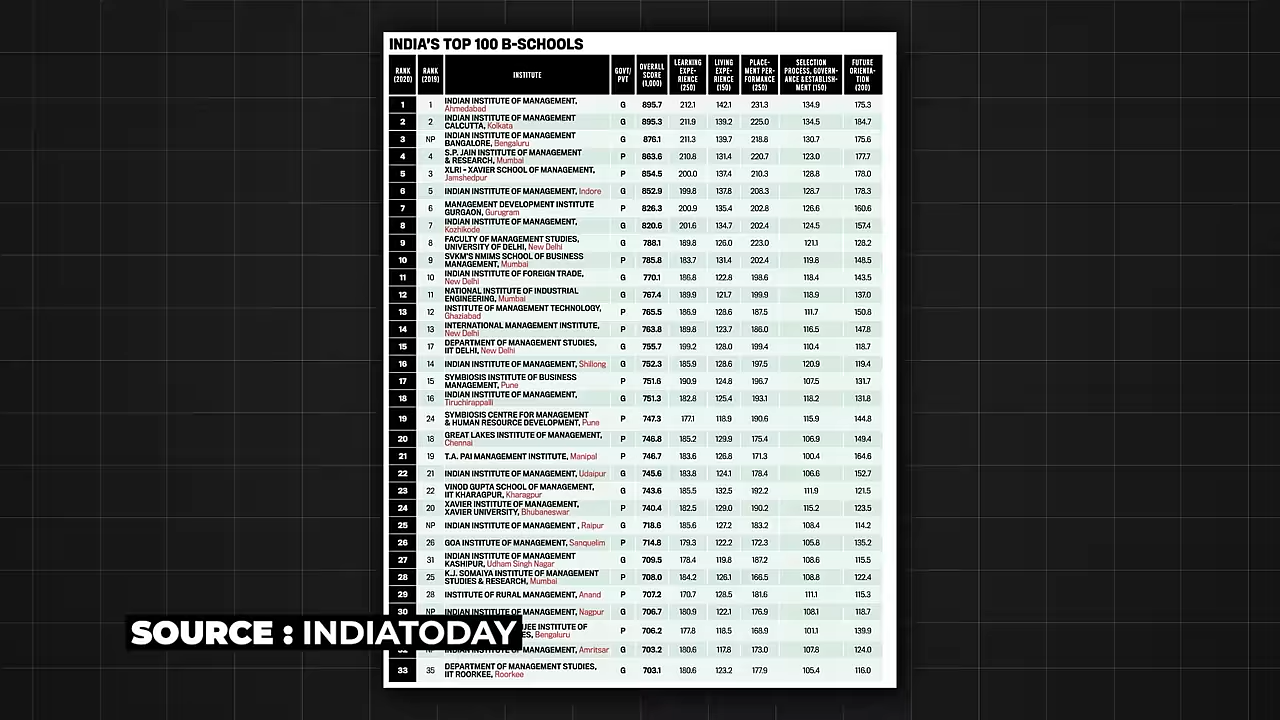 INDIA'S TOP 100 B-SCHOOLS
RANK (2020) RANK (2019) INSTITUTE GOVT/ PVT OVERALL SCORE (1,000) LEARNING EXPE- RIENCE (250) LIVING EXPE- RIENCE (150) PLACE- MENT PER- FORMANCE (250) SELECTION PROCESS, GOVERN- ANCE & ESTABLISH- MENT (150) FUTURE ORIENTA- TION (200)
1 1 INDIAN INSTITUTE OF MANAGEMENT, Ahmedabad G 895.7 212.1 142.1 231.3 134.9 175.3
2 2 INDIAN INSTITUTE OF MANAGEMENT CALCUTTA, Kolkata G 895.3 211.9 139.2 225.0 134.5 184.7
3 NP INDIAN INSTITUTE OF MANAGEMENT BANGALORE, Bengaluru G 876.1 211.3 139.7 218.8 130.7 175.6
4 4 S.P. JAIN INSTITUTE OF MANAGEMENT & RESEARCH, Mumbai P 863.6 210.8 131.4 220.7 123.0 177.7
5 3 XLRI - XAVIER SCHOOL OF MANAGEMENT, Jamshedpur P 854.5 200.0 137.4 210.3 128.8 178.0
6 5 INDIAN INSTITUTE OF MANAGEMENT, Indore G 852.9 199.8 137.8 208.3 128.7 178.3
7 6 MANAGEMENT DEVELOPMENT INSTITUTE GURGAON, Gurugram P 826.3 200.9 135.4 202.8 126.6 160.6
8 7 INDIAN INSTITUTE OF MANAGEMENT, Kozhikode G 820.6 201.6 134.7 202.4 124.5 157.4
9 8 FACULTY OF MANAGEMENT STUDIES, UNIVERSITY OF DELHI, New Delhi G 788.1 189.8 126.0 223.0 121.1 128.2
10 9 SVKM'S NMIMS SCHOOL OF BUSINESS MANAGEMENT, Mumbai P 785.8 183.7 131.4 202.4 119.8 148.5
11 10 INDIAN INSTITUTE OF FOREIGN TRADE, New Delhi G 770.1 186.8 122.8 198.6 118.4 143.5
12 11 NATIONAL INSTITUTE OF INDUSTRIAL ENGINEERING, Mumbai G 767.4 189.9 121.7 199.9 118.9 137.0
13 12 INSTITUTE OF MANAGEMENT TECHNOLOGY, Ghaziabad P 765.5 186.9 128.6 187.5 111.7 150.8
14 13 INTERNATIONAL MANAGEMENT INSTITUTE, New Delhi P 763.8 189.8 123.7 186.0 116.5 147.8
15 17 DEPARTMENT OF MANAGEMENT STUDIES, IIT DELHI, New Delhi G 755.7 199.2 128.0 199.4 110.4 118.7
16 14 INDIAN INSTITUTE OF MANAGEMENT, Shillong G 752.3 185.9 128.6 197.5 120.9 119.4
17 15 SYMBIOSIS INSTITUTE OF BUSINESS MANAGEMENT, Pune P 751.6 190.9 124.8 196.7 107.5 131.7
18 16 INDIAN INSTITUTE OF MANAGEMENT, Tiruchirappalli G 751.3 182.8 125.4 193.1 118.2 131.8
19 24 SYMBIOSIS CENTRE FOR MANAGEMENT & HUMAN RESOURCE DEVELOPMENT, Pune P 747.3 177.1 118.9 190.6 115.9 144.8
20 18 GREAT LAKES INSTITUTE OF MANAGEMENT, Chennai P 746.8 185.2 129.9 175.4 106.9 149.4
21 19 T.A. PAI MANAGEMENT INSTITUTE, Manipal P 746.7 183.6 126.8 171.3 100.4 164.6
22 21 INDIAN INSTITUTE OF MANAGEMENT, Udaipur G 745.6 183.8 124.1 178.4 106.6 152.7
23 22 VINOD GUPTA SCHOOL OF MANAGEMENT, IIT KHARAGPUR, Kharagpur G 743.6 185.5 132.5 192.2 111.9 121.5
24 20 XAVIER INSTITUTE OF MANAGEMENT, XAVIER UNIVERSITY, Bhubaneswar P 740.4 182.5 129.0 190.2 115.2 123.5
25 NP INDIAN INSTITUTE OF MANAGEMENT , Raipur G 718.6 185.6 127.2 183.2 108.4 114.2
26 26 GOA INSTITUTE OF MANAGEMENT, Sanquelim P 714.8 179.3 122.2 172.3 105.8 135.2
27 31 INDIAN INSTITUTE OF MANAGEMENT KASHIPUR, Udham Singh Nagar G 709.5 178.4 119.8 187.2 108.6 115.5
28 25 K.J. SOMAIYA INSTITUTE OF MANAGEMENT STUDIES & RESEARCH, Mumbai P 708.0 184.2 126.1 166.5 108.8 122.4
29 28 INSTITUTE OF RURAL MANAGEMENT, Anand P 707.2 170.7 128.5 181.6 111.1 115.3
30 NP INDIAN INSTITUTE OF MANAGEMENT, Nagpur G 706.7 180.9 122.1 176.9 108.1 118.7
INSTITUTE OF Bengaluru P 706.2 177.8 118.5 168.9 101.1 139.9
32 NP INDIAN INSTITUTE OF MANAGEMENT, Amritsar G 703.2 180.6 117.8 173.0 107.8 124.0
33 35 DEPARTMENT OF MANAGEMENT STUDIES, IIT ROORKEE, Roorkee G 703.1 180.6 123.2 177.9 105.4 116.0
SOURCE : INDIATODAY